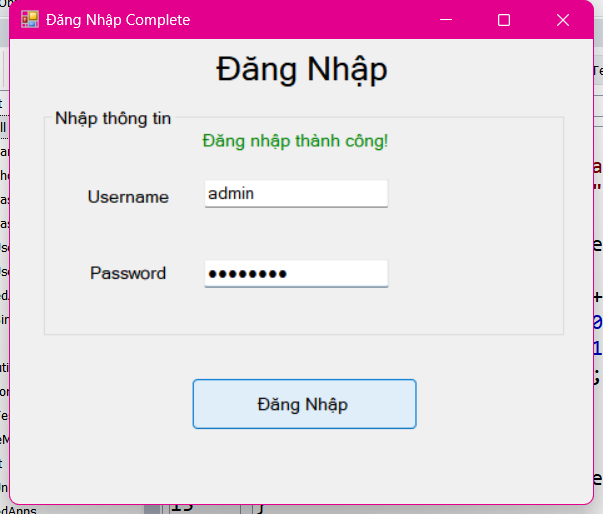 Đăng Nhập Complete
Đăng Nhập
Nhập thông tin
Đăng nhập thành công!
Username
admin
Password
Đăng Nhập